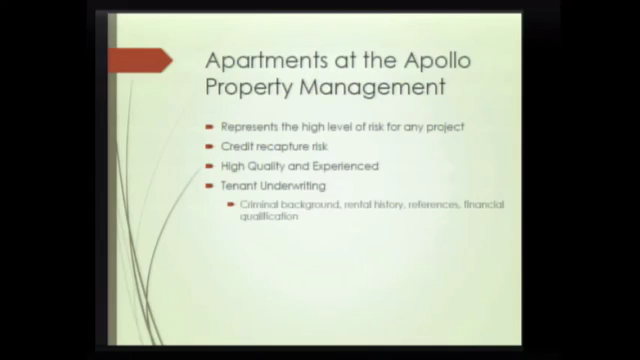 Apartments at the Apollo
Property Management
Represents the high level of risk for any project
Credit recapture risk
High Quality and Experienced
Tenant Underwriting
Criminal background, rental history, references, financial
qualification